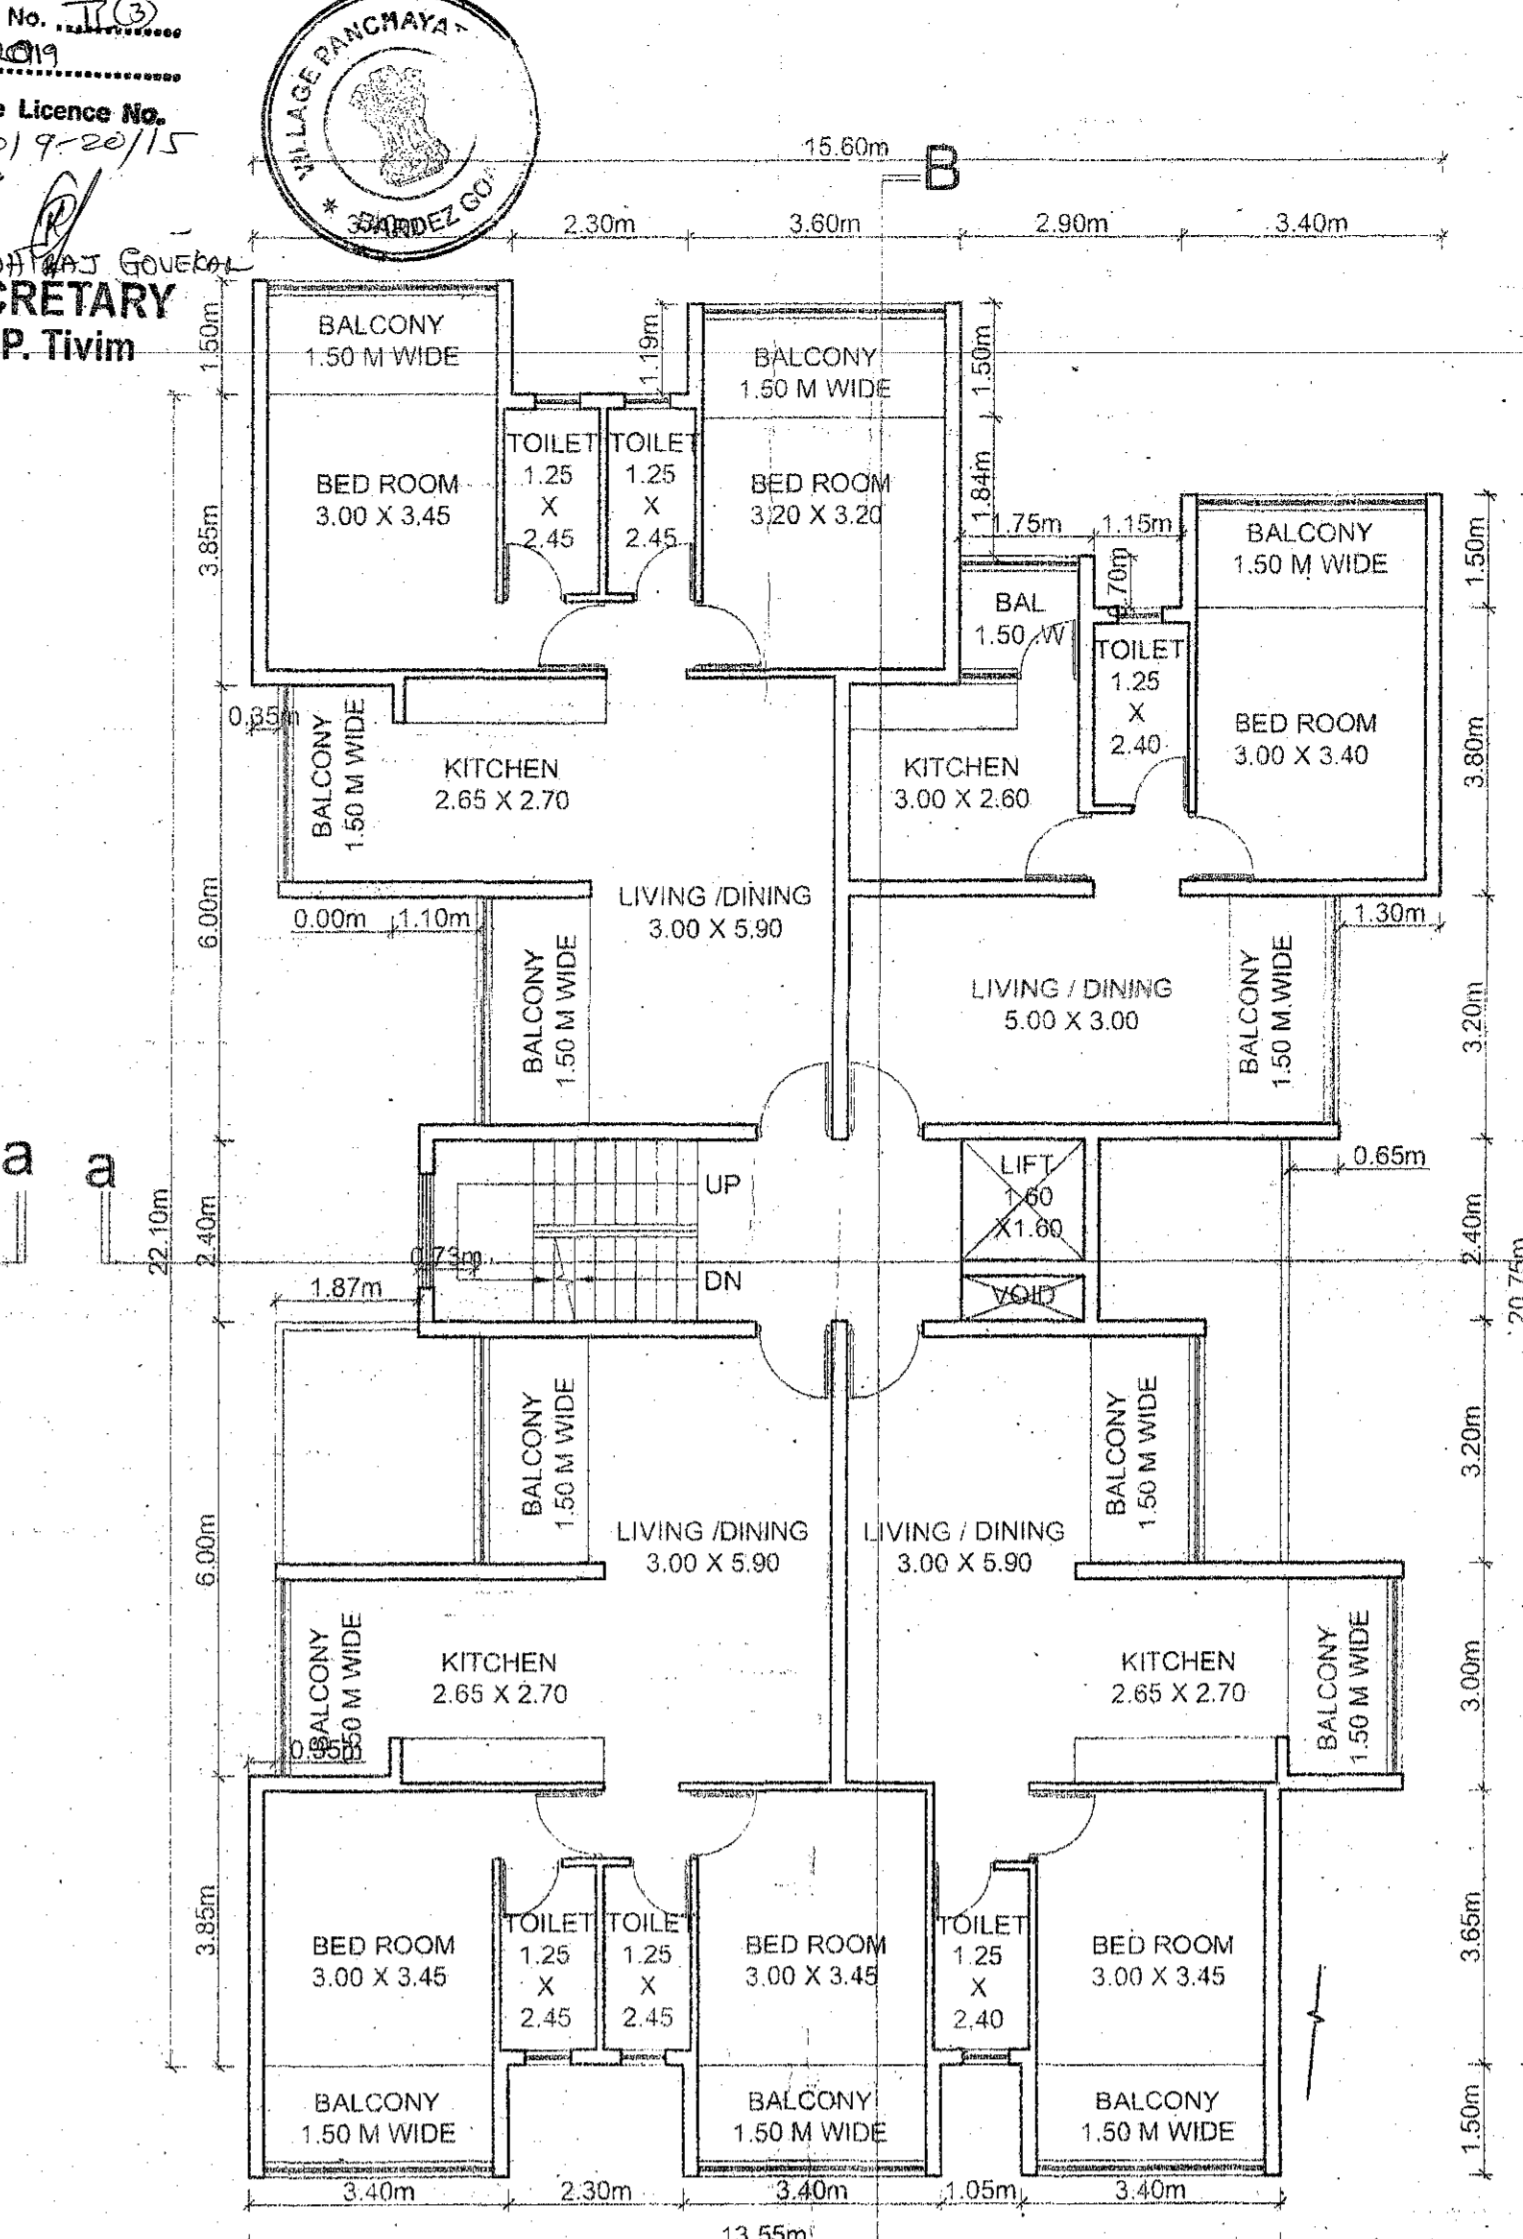 No. II (3)
2019
Licence No.
9-20/15
GOVEKAR
CRETARY
P. Tivim
VILLAGE PANCHAYAT
* BARDEZ GOA
15.60m
B
2.30m
3.60m
2.90m
3.40m
1.50m
BALCONY
1.50 M WIDE
1.19m
BALCONY
1.50 M WIDE
1.50m
3.85m
BED ROOM
3.00 X 3.45
TOILET
1.25
X
2.45
TOILET
1.25
X
2.45
BED ROOM
3.20 X 3.20
1.84m
1.75m
1.15m
0.70m
BALCONY
1.50 M WIDE
1.50m
BAL
1.50 .W
TOILET
1.25
X
2.40
BED ROOM
3.00 X 3.40
3.80m
0.35m
BALCONY
1.50 M WIDE
KITCHEN
2.65 X 2.70
KITCHEN
3.00 X 2.60
6.00m
0.00m
1.10m
LIVING /DINING
3.00 X 5.90
1.30m
BALCONY
1.50 M WIDE
LIVING / DINING
5.00 X 3.00
BALCONY
1.50 M.WIDE
3.20m
a
a
22.10m
2.40m
UP
LIFT
1.60
X1.60
0.65m
2.40m
20.75m
0.73m
1.87m
DN
VOID
BALCONY
1.50 M WIDE
BALCONY
1.50 M WIDE
3.20m
6.00m
LIVING /DINING
3.00 X 5.90
LIVING / DINING
3.00 X 5.90
BALCONY
1.50 M WIDE
KITCHEN
2.65 X 2.70
KITCHEN
2.65 X 2.70
BALCONY
1.50 M WIDE
3.00m
0.35m
3.85m
BED ROOM
3.00 X 3.45
TOILET
1.25
X
2.45
TOILET
1.25
X
2.45
BED ROOM
3.00 X 3.45
TOILET
1.25
X
2.40
BED ROOM
3.00 X 3.45
3.65m
BALCONY
1.50 M WIDE
BALCONY
1.50 M WIDE
BALCONY
1.50 M WIDE
1.50m
3.40m
2.30m
3.40m
1.05m
3.40m
13.55m